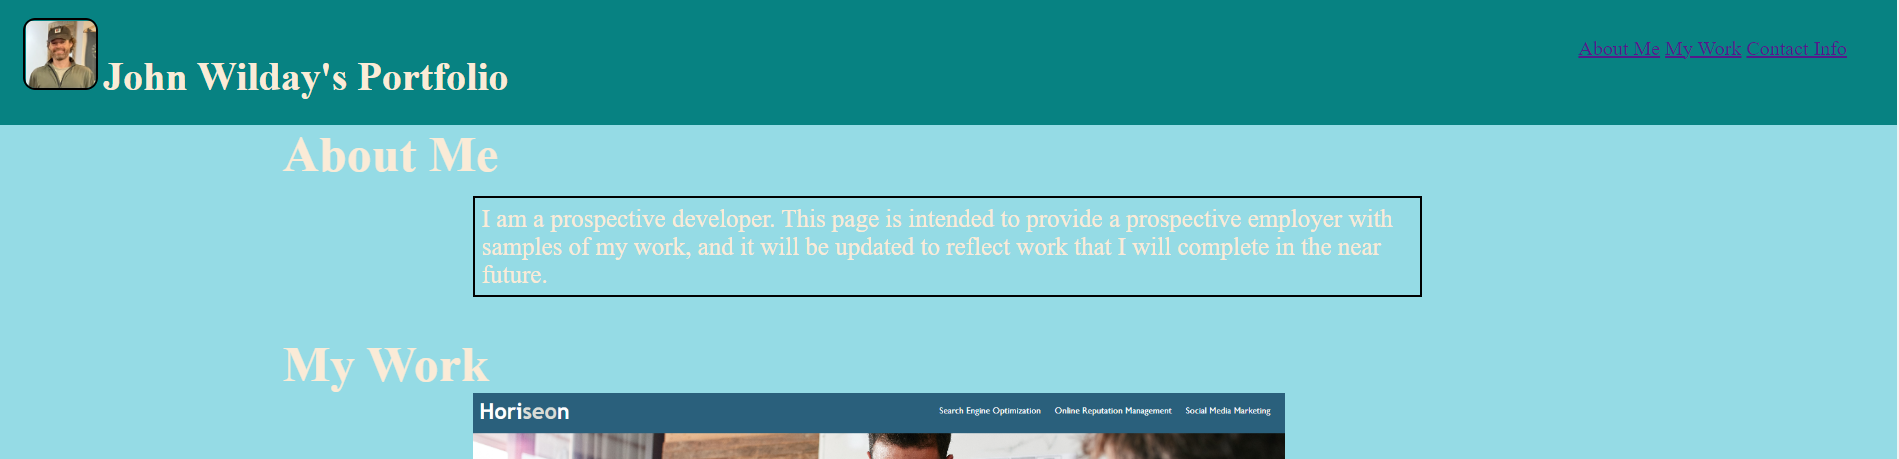 John Wilday's Portfolio
About Me My Work Contact Info
About Me
I am a prospective developer. This page is intended to provide a prospective employer with
samples of my work, and it will be updated to reflect work that I will complete in the near
future.
My Work
Horiseon
Search Engine Optimization Online Reputation Management Social Media Marketing